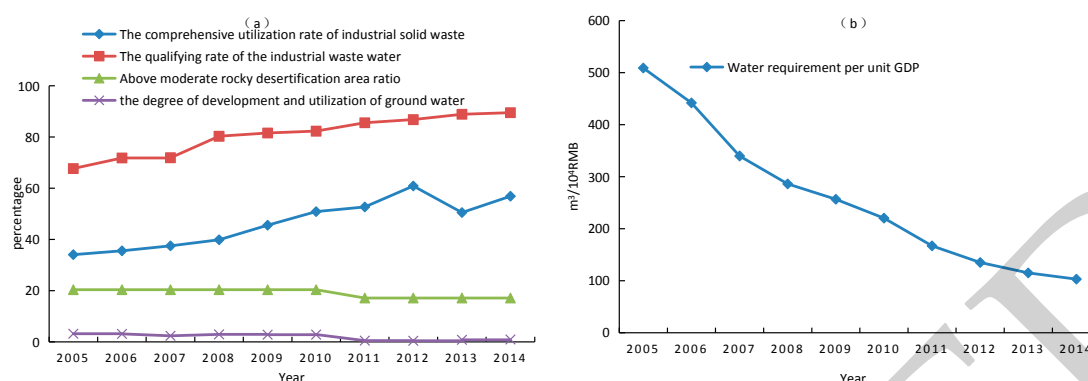 （a）
The comprehensive utilization rate of industrial solid waste
The qualifying rate of the industrial waste water
Above moderate rocky desertification area ratio
the degree of development and utilization of ground water
100
80
60
40
20
0
percentagee
2005 2006 2007 2008 2009 2010 2011 2012 2013 2014
Year
（b）
Water requirement per unit GDP
600
500
400
300
200
100
0
m³/10⁴RMB
2005 2006 2007 2008 2009 2010 2011 2012 2013 2014
Year